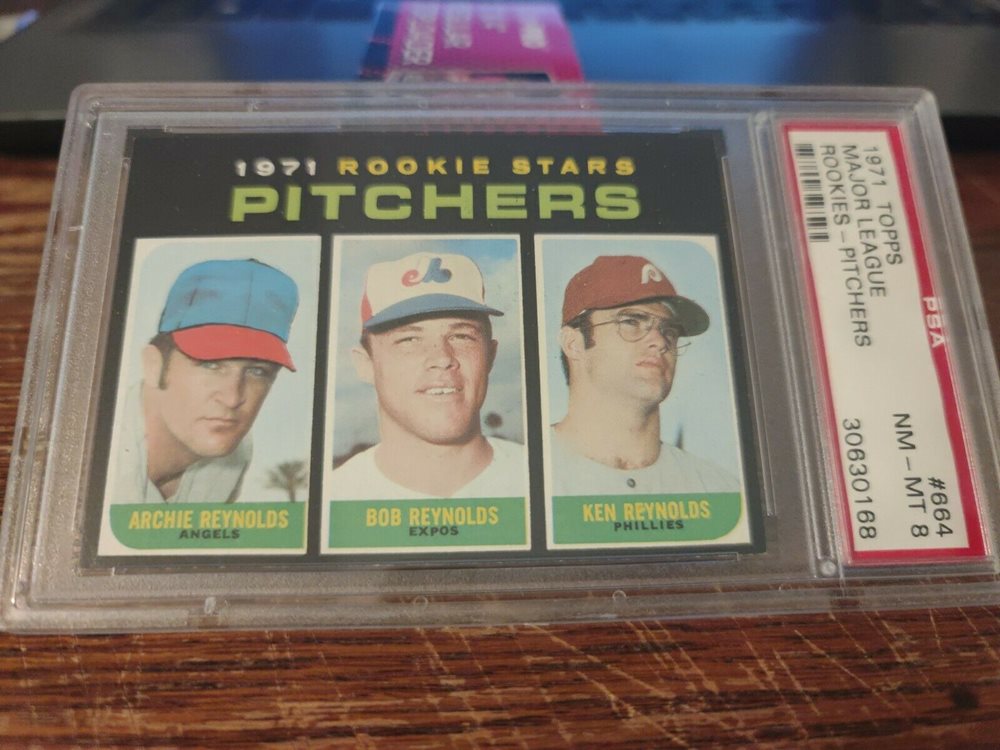 1971 ROOKIE STARS
PITCHERS
eb
P
ARCHIE REYNOLDS
ANGELS
BOB REYNOLDS
EXPOS
KEN REYNOLDS
PHILLIES
1971 TOPPS
MAJOR LEAGUE
ROOKIES - PITCHERS
PSA
#664
NM - MT 8
30630168